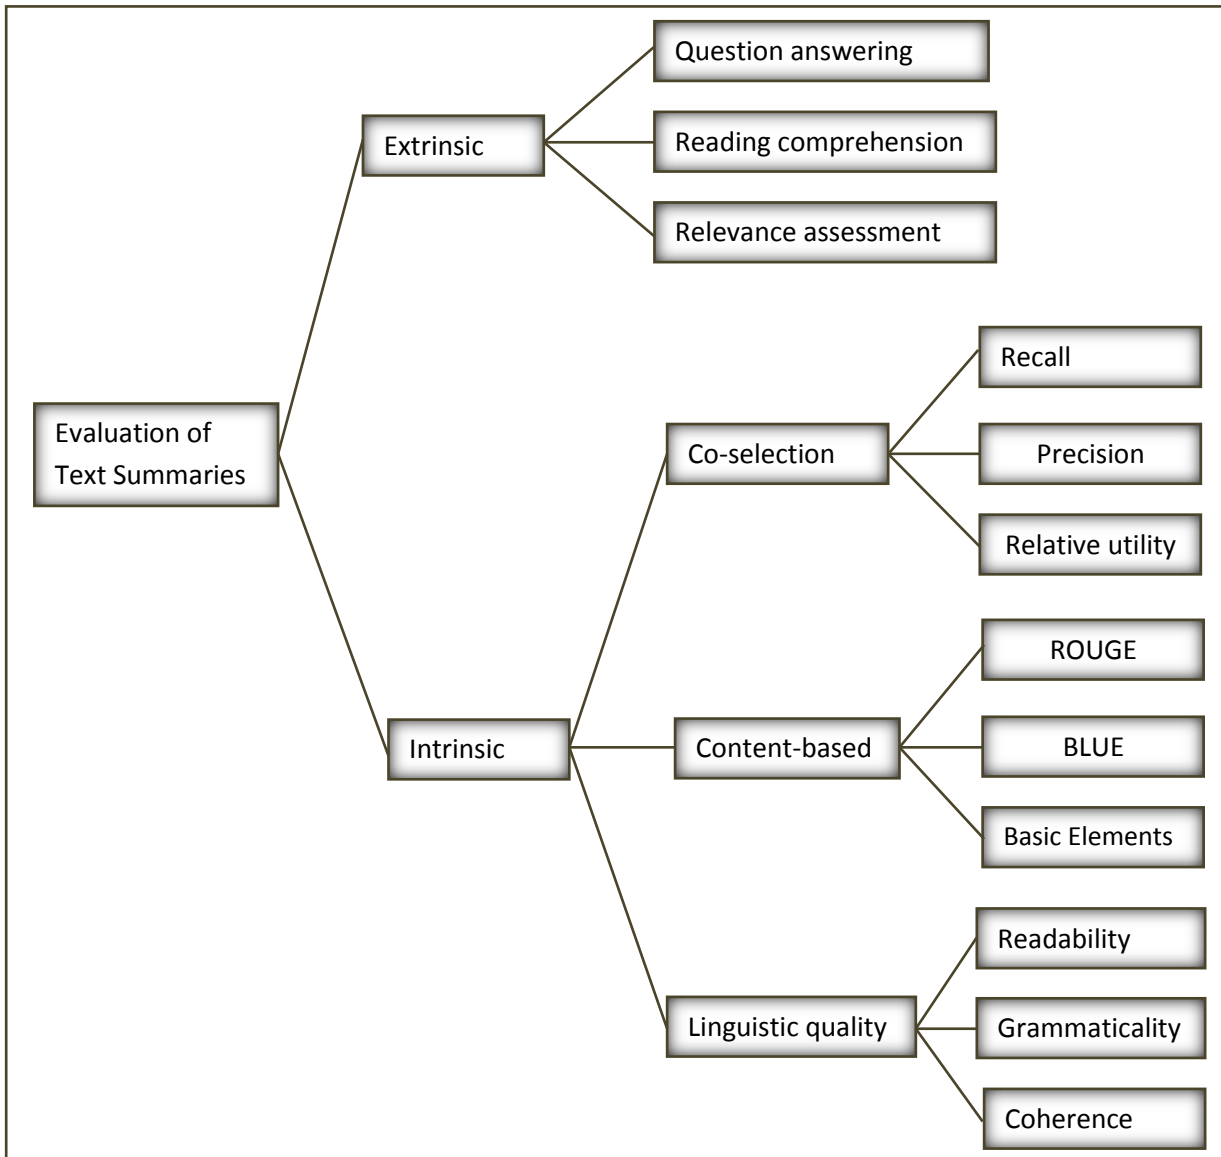 Question answering
Extrinsic
Reading comprehension
Relevance assessment
Recall
Evaluation of
Text Summaries
Co-selection
Precision
Relative utility
ROUGE
Intrinsic
Content-based
BLUE
Basic Elements
Readability
Linguistic quality
Grammaticality
Coherence